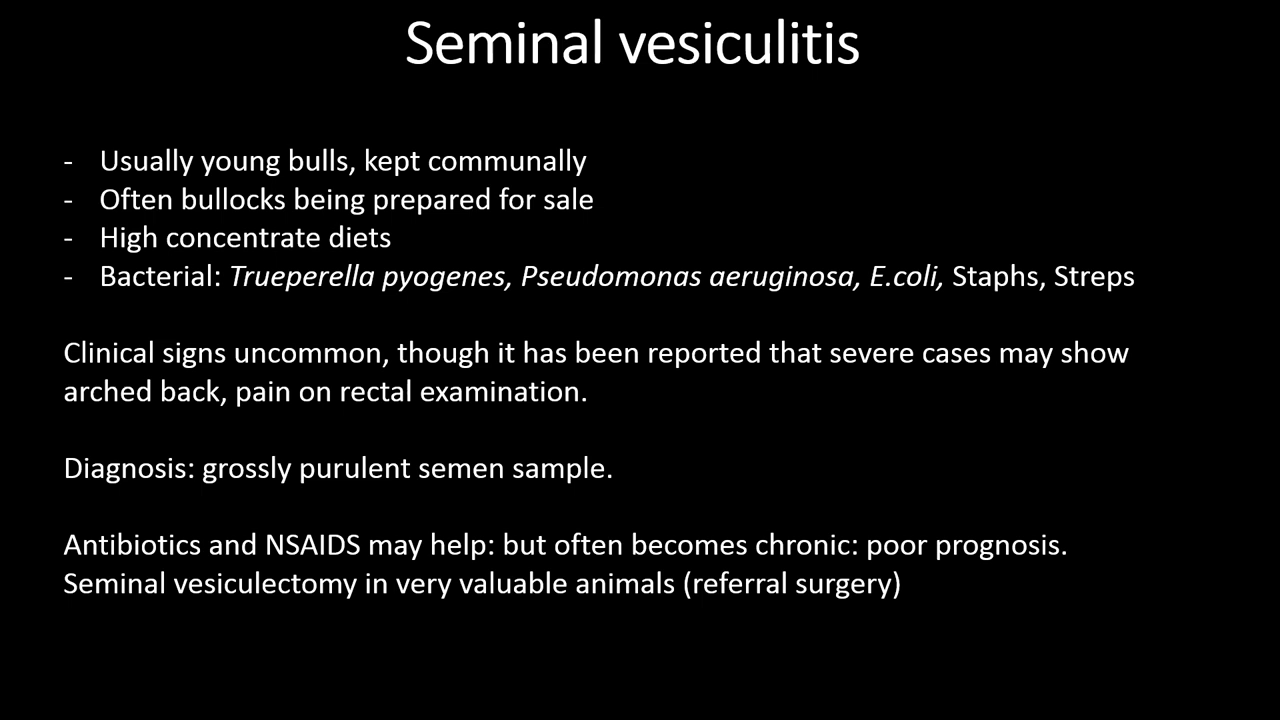 Seminal vesiculitis
- Usually young bulls, kept communally
- Often bullocks being prepared for sale
- High concentrate diets
- Bacterial: Trueperella pyogenes, Pseudomonas aeruginosa, E.coli, Staphs, Streps
Clinical signs uncommon, though it has been reported that severe cases may show
arched back, pain on rectal examination.
Diagnosis: grossly purulent semen sample.
Antibiotics and NSAIDS may help: but often becomes chronic: poor prognosis.
Seminal vesiculectomy in very valuable animals (referral surgery)